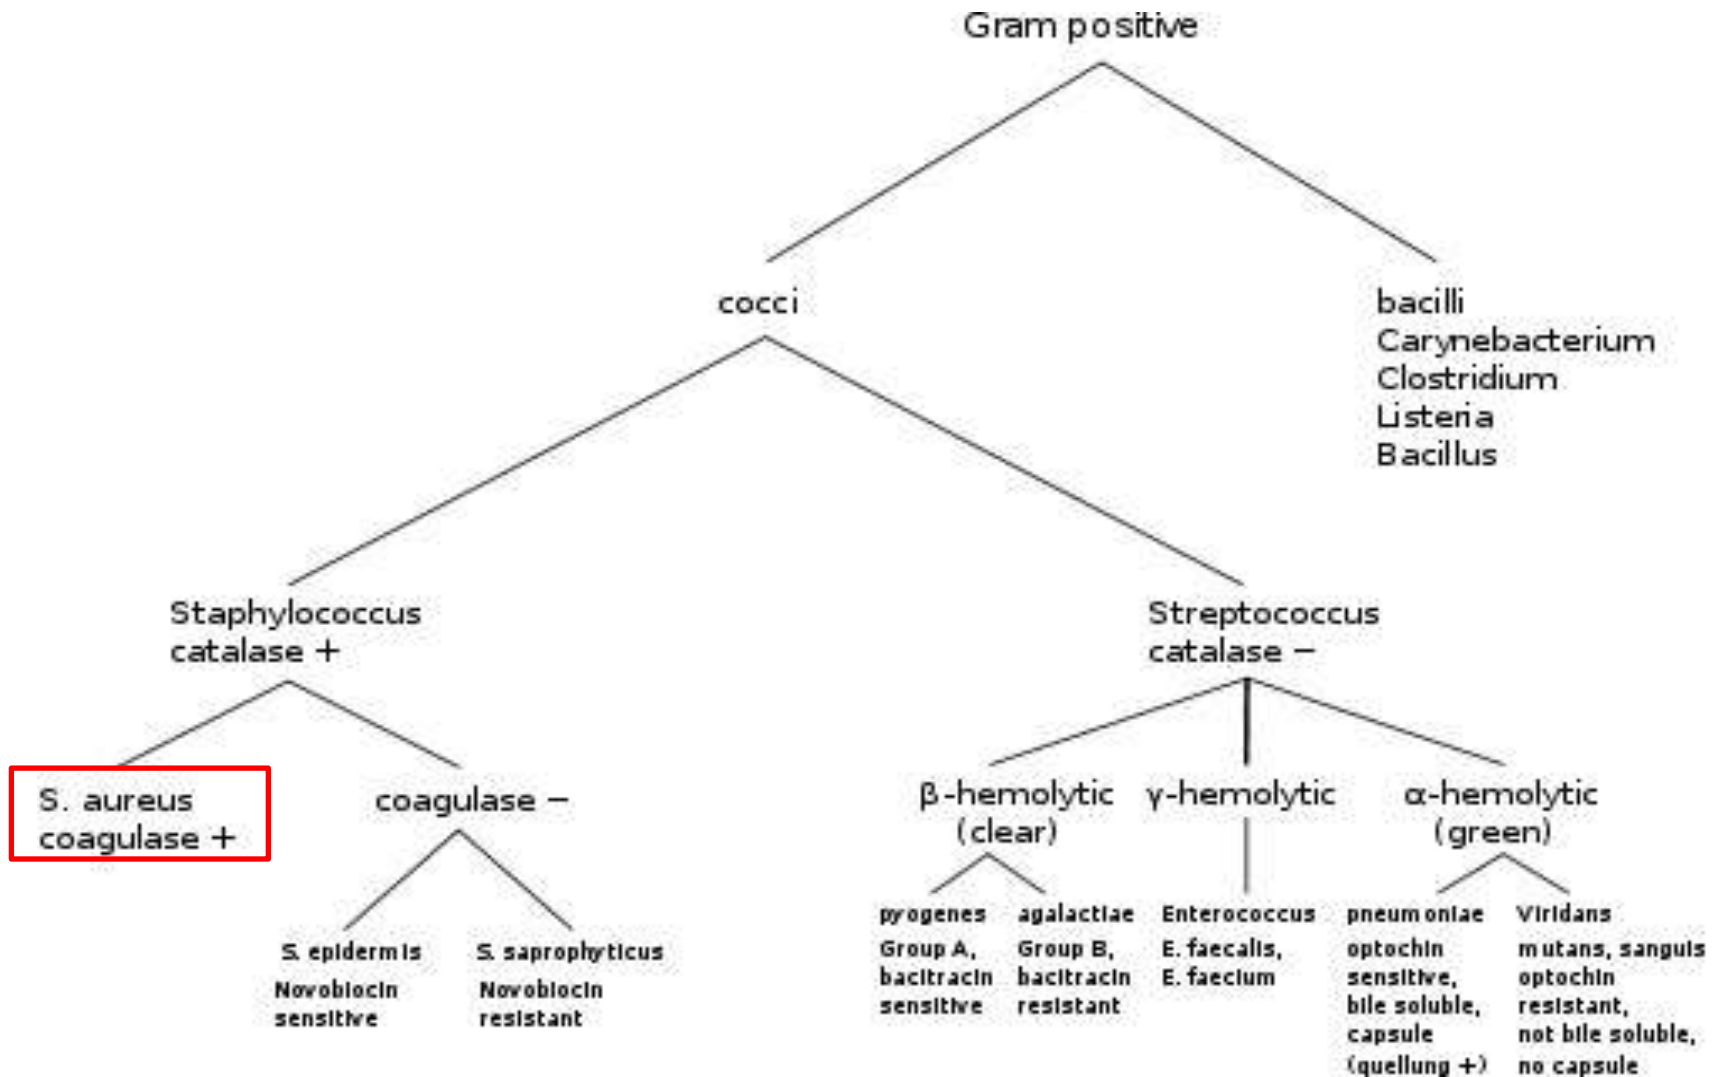 Gram positive
cocci
bacilli
Carynebacterium
Clostridium
Listeria
Bacillus
Staphylococcus
catalase +
Streptococcus
catalase −
S. aureus
coagulase +
coagulase −
β-hemolytic
(clear)
γ-hemolytic
α-hemolytic
(green)
S. epidermis
Novobiocin
sensitive
S. saprophyticus
Novobiocin
resistant
pyogenes
Group A,
bacitracin
sensitive
agalactiae
Group B,
bacitracin
resistant
Enterococcus
E. faecalis,
E. faecium
pneumoniae
optochin
sensitive,
bile soluble,
capsule
(quellung +)
Viridans
mutans, sanguis
optochin
resistant,
not bile soluble,
no capsule